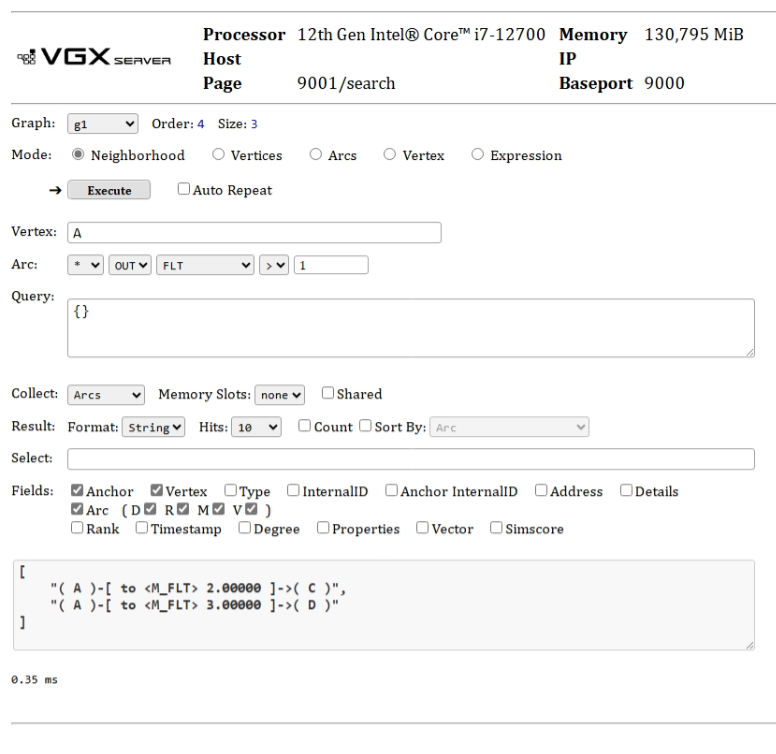 VGX SERVER
Processor 12th Gen Intel® Core™ i7-12700 Memory 130,795 MiB
Host IP
Page 9001/search Baseport 9000
Graph: g1 Order: 4 Size: 3
Mode: Neighborhood Vertices Arcs Vertex Expression
➔ Execute Auto Repeat
Vertex: A
Arc: * OUT FLT > 1
Query: {}
Collect: Arcs Memory Slots: none Shared
Result: Format: String Hits: 10 Count Sort By: Arc
Select:
Fields: Anchor Vertex Type InternalID Anchor InternalID Address Details
Arc ( D R M V )
Rank Timestamp Degree Properties Vector Simscore
[
"( A )-[ to <M_FLT> 2.00000 ]->( C )",
"( A )-[ to <M_FLT> 3.00000 ]->( D )"
]
0.35 ms